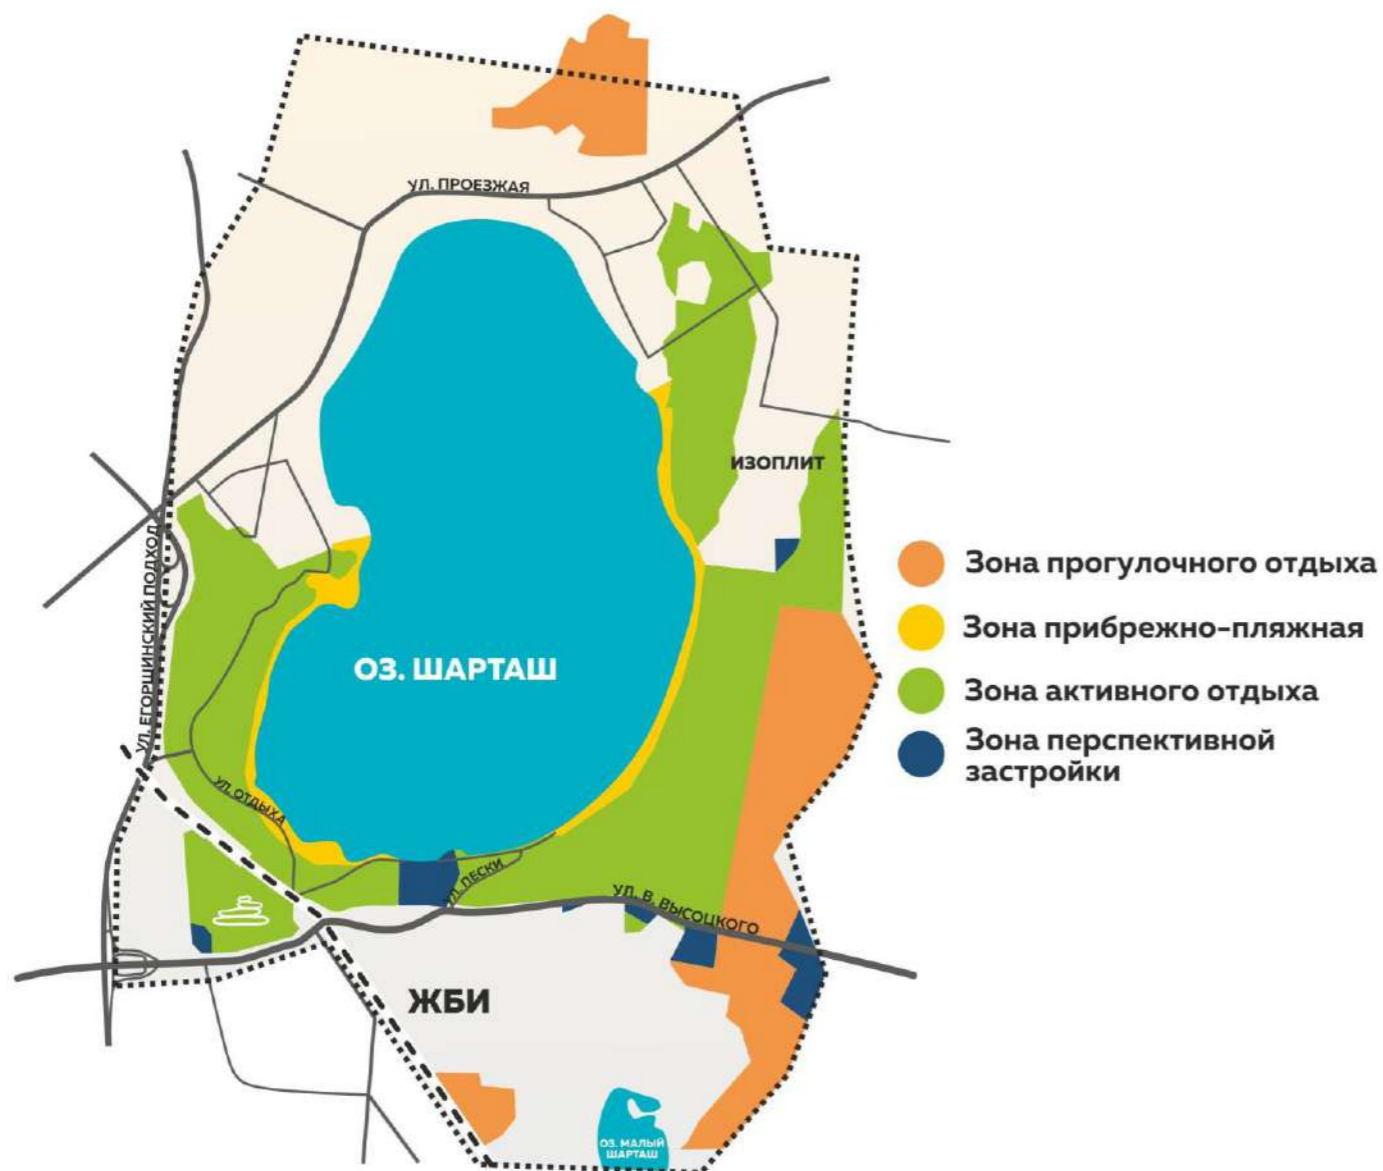 УЛ. ПРОЕЗЖАЯ
ИЗОПЛИТ
УЛ. ЕГОРШИНСКИЙ ПОДХОД
ОЗ. ШАРТАШ
УЛ. ОТДЫХА
УЛ. ПЕСКИ
УЛ. В. ВЫСОЦКОГО
ЖБИ
ОЗ. МАЛЫЙ
ШАРТАШ
Зона прогулочного отдыха
Зона прибрежно-пляжная
Зона активного отдыха
Зона перспективной
застройки